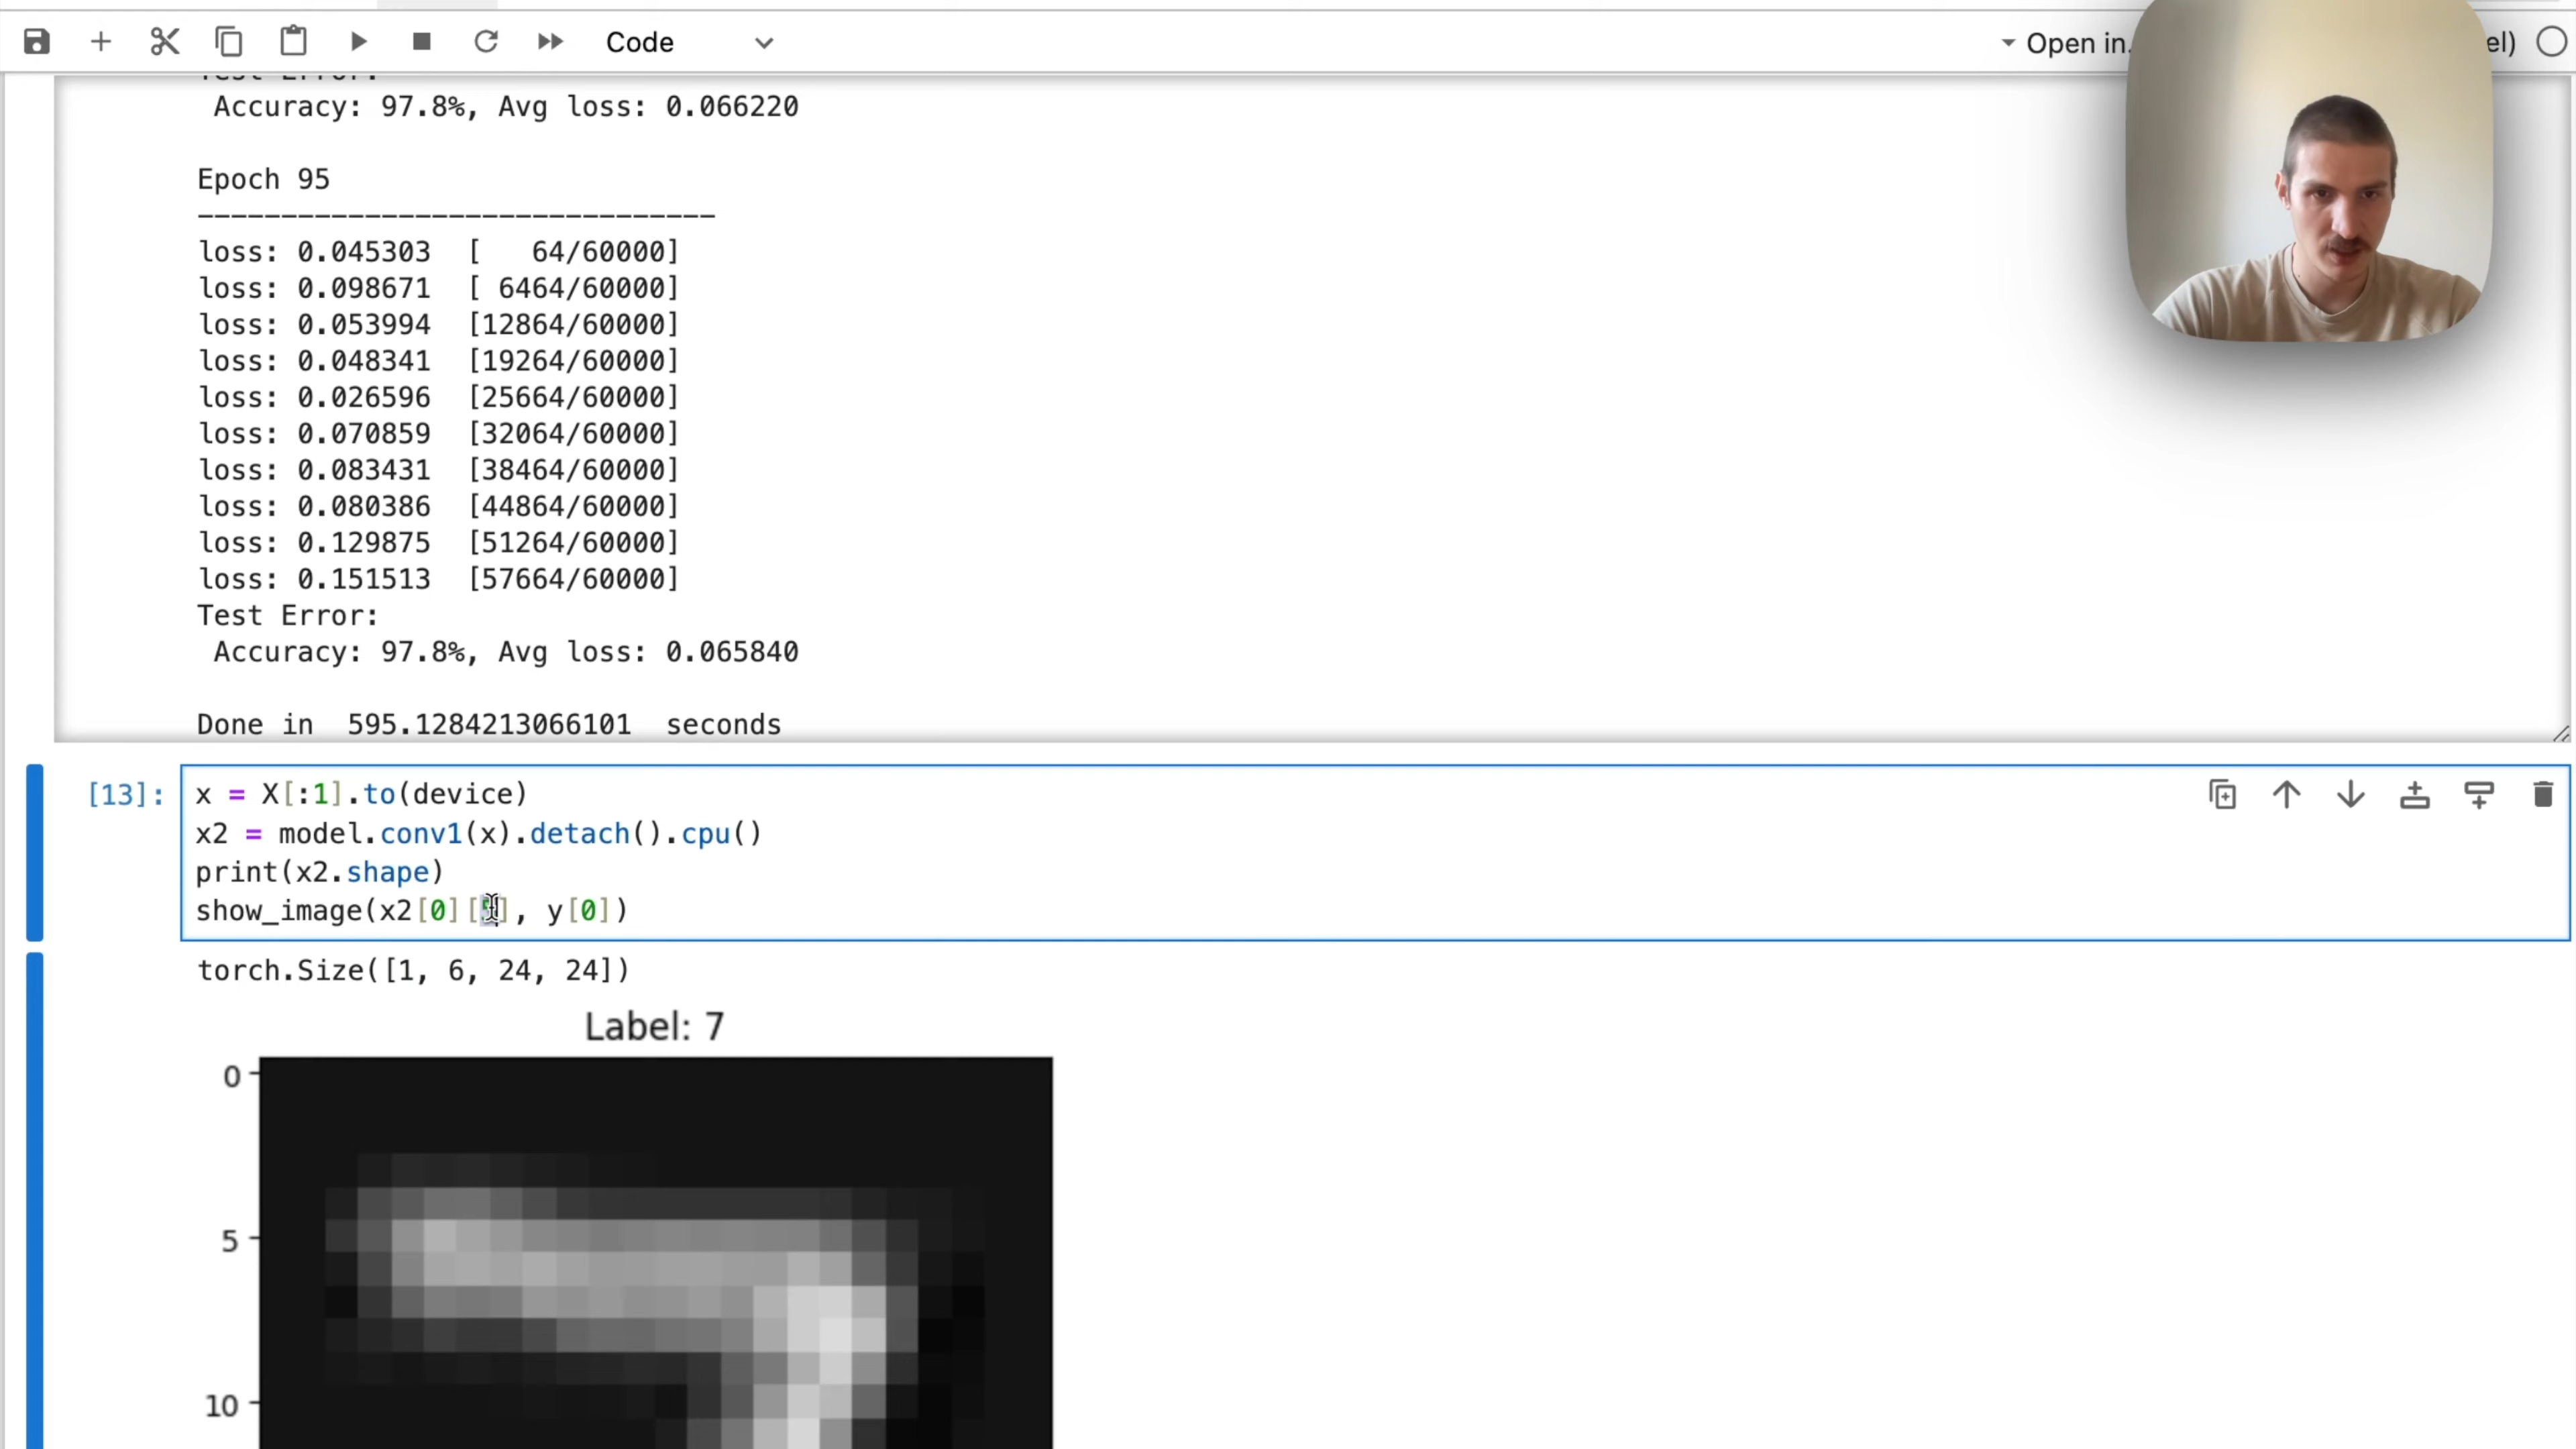 Code
Open in.
el)
Accuracy: 97.8%, Avg loss: 0.066220
Epoch 95
-------------------------------
loss: 0.045303  [   64/60000]
loss: 0.098671  [ 6464/60000]
loss: 0.053994  [12864/60000]
loss: 0.048341  [19264/60000]
loss: 0.026596  [25664/60000]
loss: 0.070859  [32064/60000]
loss: 0.083431  [38464/60000]
loss: 0.080386  [44864/60000]
loss: 0.129875  [51264/60000]
loss: 0.151513  [57664/60000]
Test Error:
Accuracy: 97.8%, Avg loss: 0.065840
Done in  595.1284213066101  seconds
[13]:
x = X[:1].to(device)
x2 = model.conv1(x).detach().cpu()
print(x2.shape)
show_image(x2[0][], y[0])
torch.Size([1, 6, 24, 24])
Label: 7
0
5
10